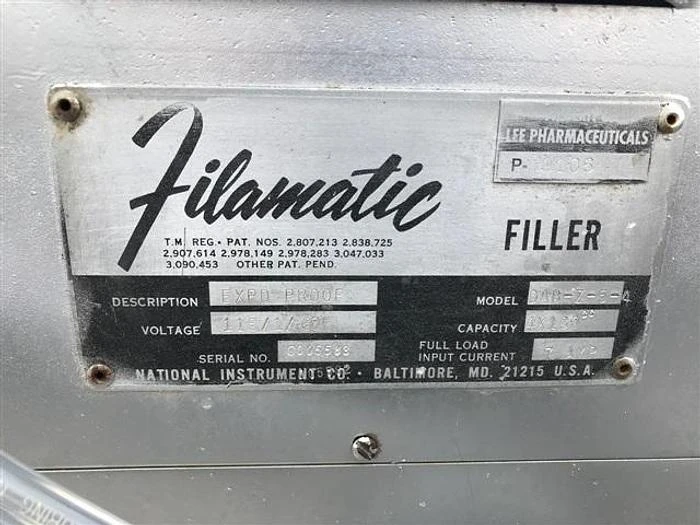 Filamatic
LEE PHARMACEUTICALS
P-
T.M. REG. • PAT. NOS. 2,807,213 2,838,725
2,907,614 2,978,149 2,978,283 3,047,033
3,090,453 OTHER PAT. PEND.
FILLER
DESCRIPTION EXPO PROOF
VOLTAGE
SERIAL NO.
MODEL DAB-Z-5-A
CAPACITY
FULL LOAD
INPUT CURRENT
NATIONAL INSTRUMENT CO. • BALTIMORE, MD. 21215 U.S.A.